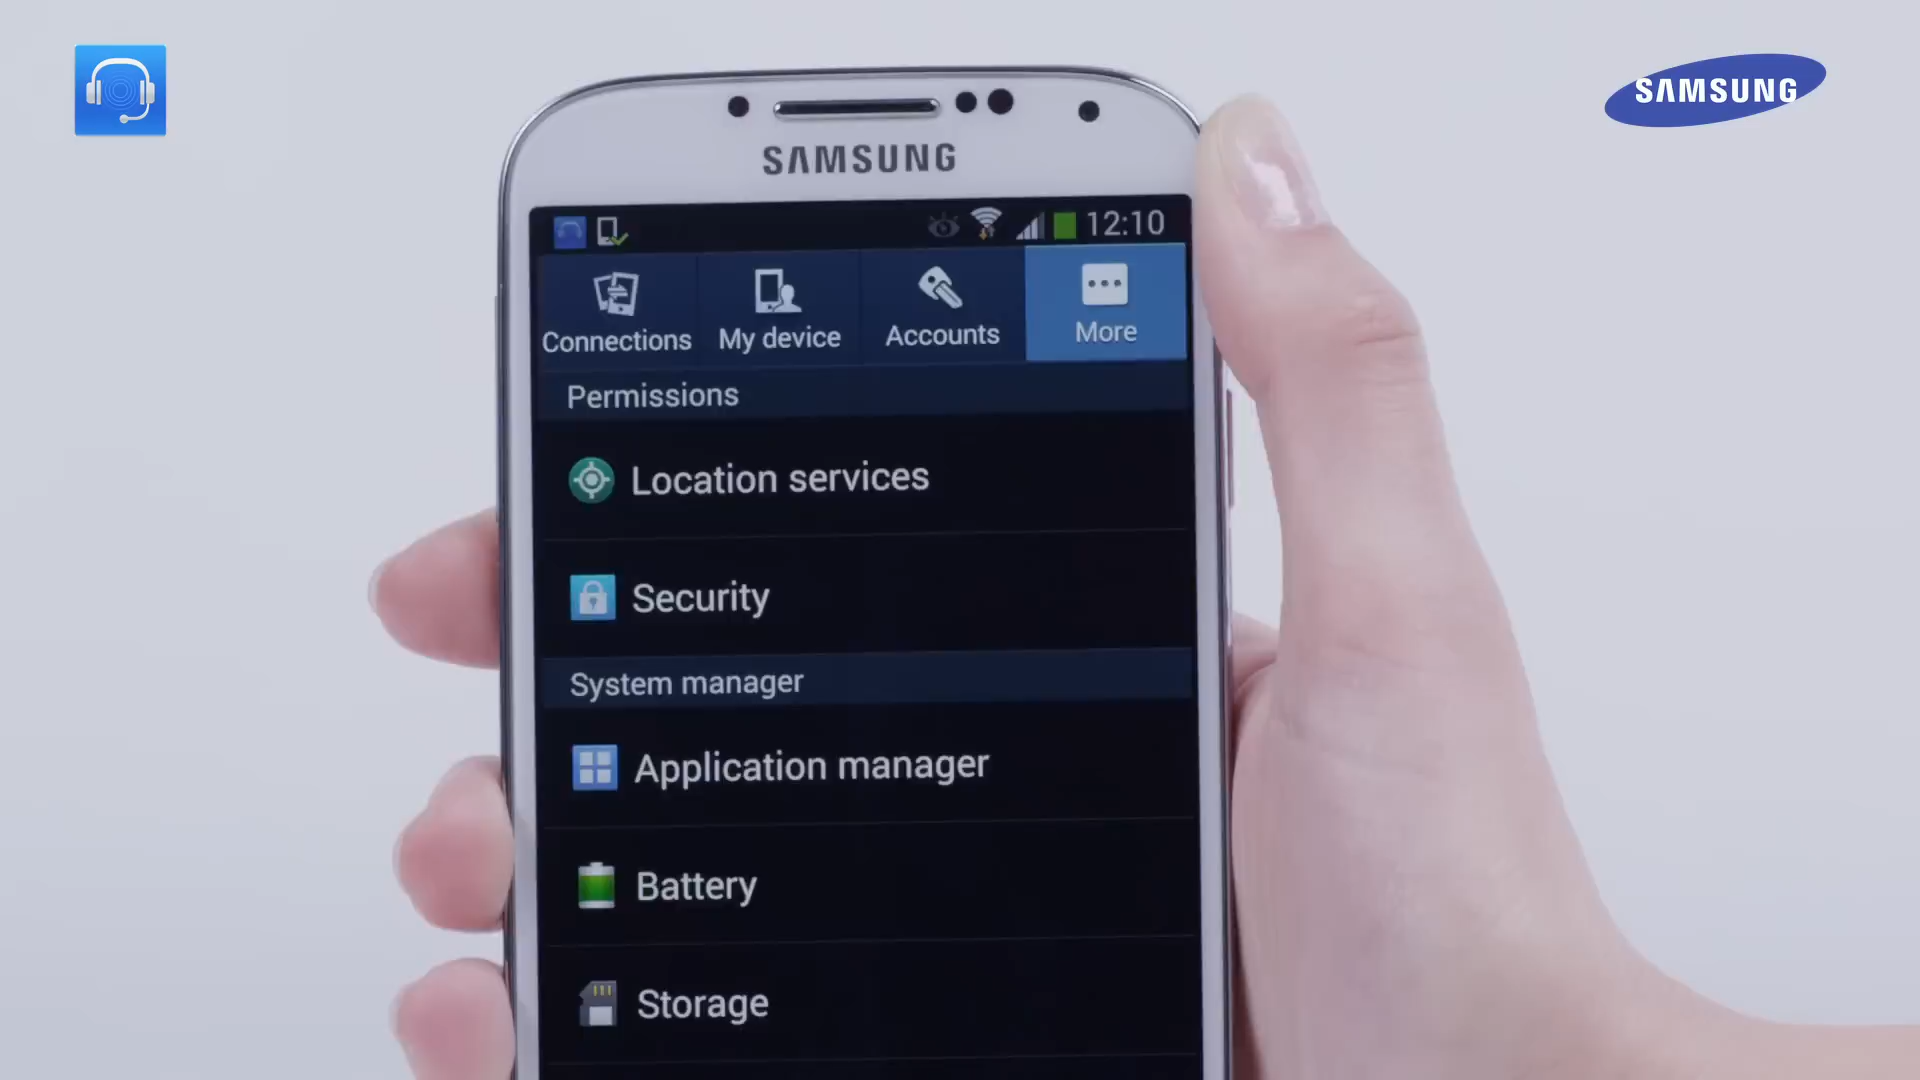 SAMSUNG
SAMSUNG
12:10
Connections
My device
Accounts
More
Permissions
Location services
Security
System manager
Application manager
Battery
Storage